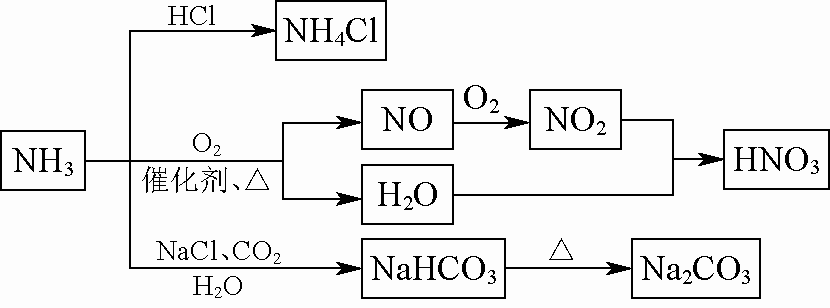 HCl
NH₄Cl
NH₃
O₂
催化剂、△
NO
O₂
NO₂
H₂O
HNO₃
NaCl、CO₂
H₂O
NaHCO₃
△
Na₂CO₃